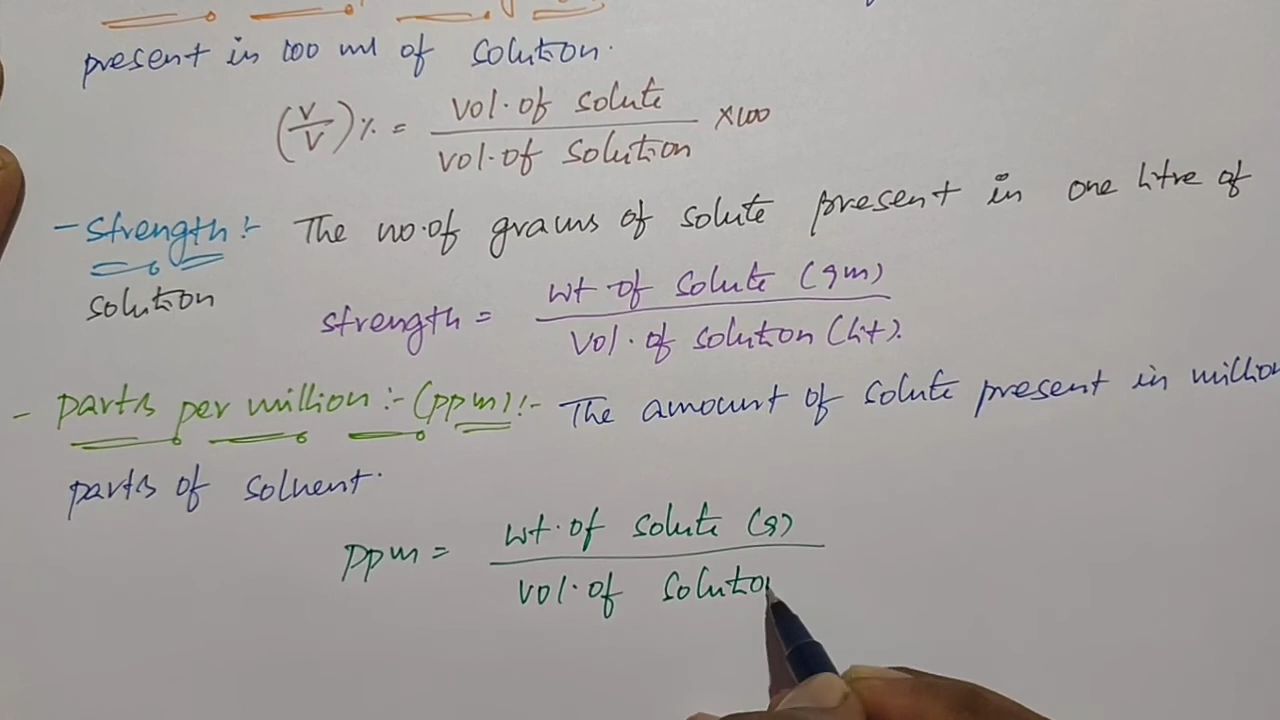 present in 100 ml of solution.
(V/V)% = vol. of solute / vol. of solution ×100
- strength :- The no. of grams of solute present in one litre of
solution
strength = wt of solute (gm) / vol. of solution (lit).
- parts per million :- (ppm) :- The amount of solute present in million
parts of solvent.
ppm = wt. of solute (g) / vol. of solutio